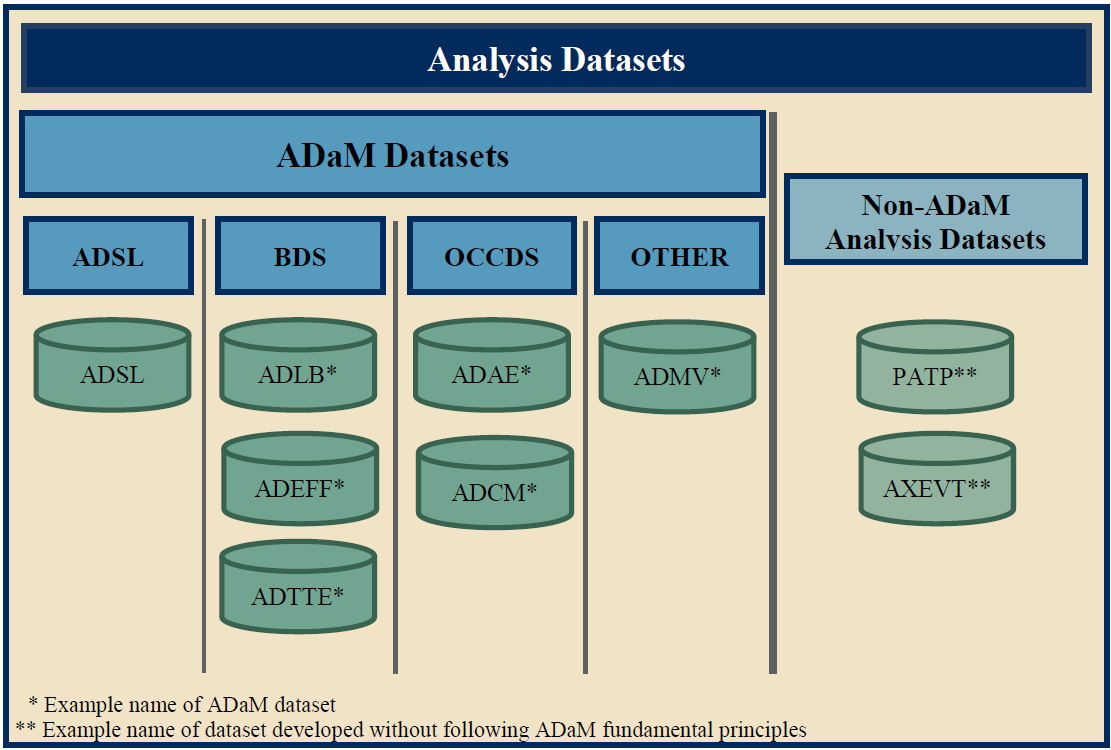 Analysis Datasets
ADaM Datasets
Non-ADaM
Analysis Datasets
ADSL
BDS
OCCDS
OTHER
ADSL
ADLB*
ADAE*
ADMV*
PATP**
ADEFF*
ADCM*
AXEVT**
ADTTE*
* Example name of ADaM dataset
** Example name of dataset developed without following ADaM fundamental principles